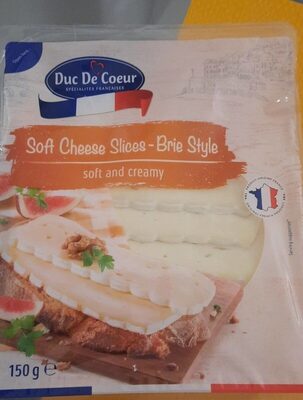 Duc De Coeur
SPÉCIALITÉS FRANÇAISES
Soft Cheese Slices - Brie Style
soft and creamy
150 g e